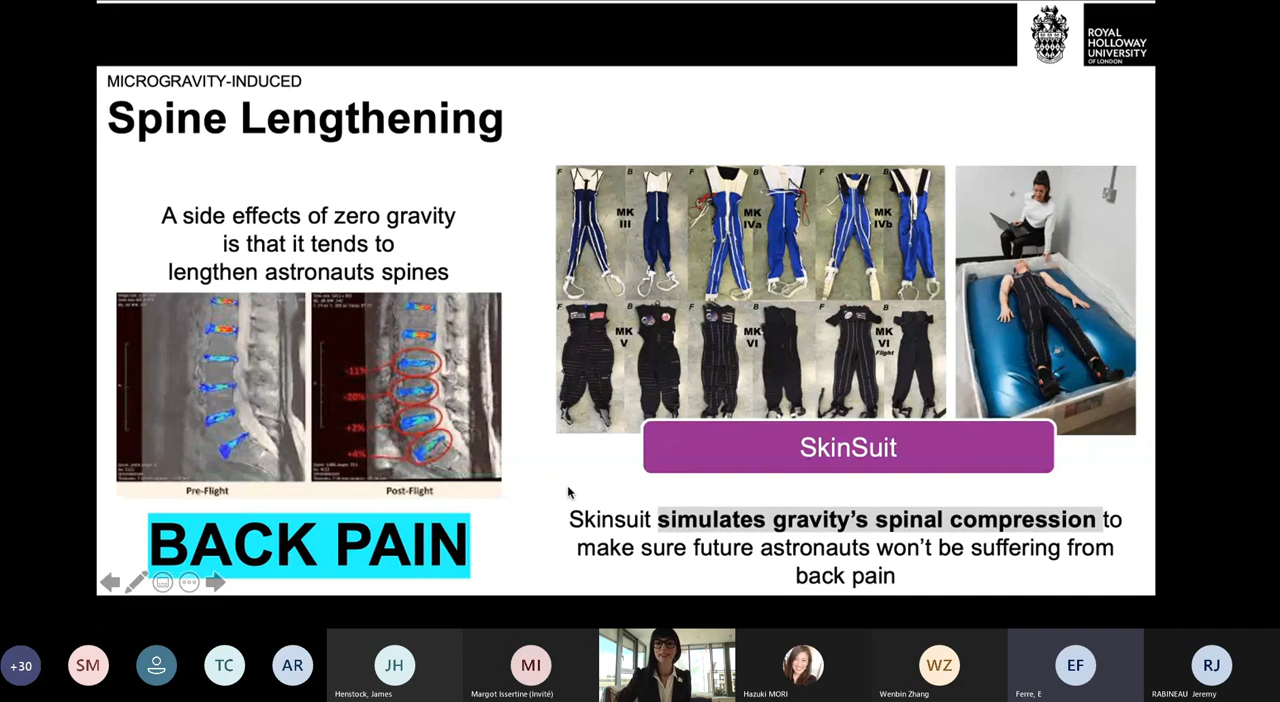 ROYAL
HOLLOWAY
UNIVERSITY
OF LONDON
MICROGRAVITY-INDUCED
Spine Lengthening
A side effects of zero gravity
is that it tends to
lengthen astronauts spines
-11%
-20%
+2%
+4%
Pre-Flight
Post-Flight
BACK PAIN
F
B
MK
III
F
B
MK
IVa
F
B
MK
IVb
MK
V
MK
VI
MK
VI
Flight
SkinSuit
Skinsuit simulates gravity's spinal compression to
make sure future astronauts won't be suffering from
back pain
+30
SM
TC
AR
JH
Henstock, James
MI
Margot Issertine (Invité)
Hazuki MORI
WZ
Wenbin Zhang
EF
Ferre, E
RJ
RABINEAU Jeremy